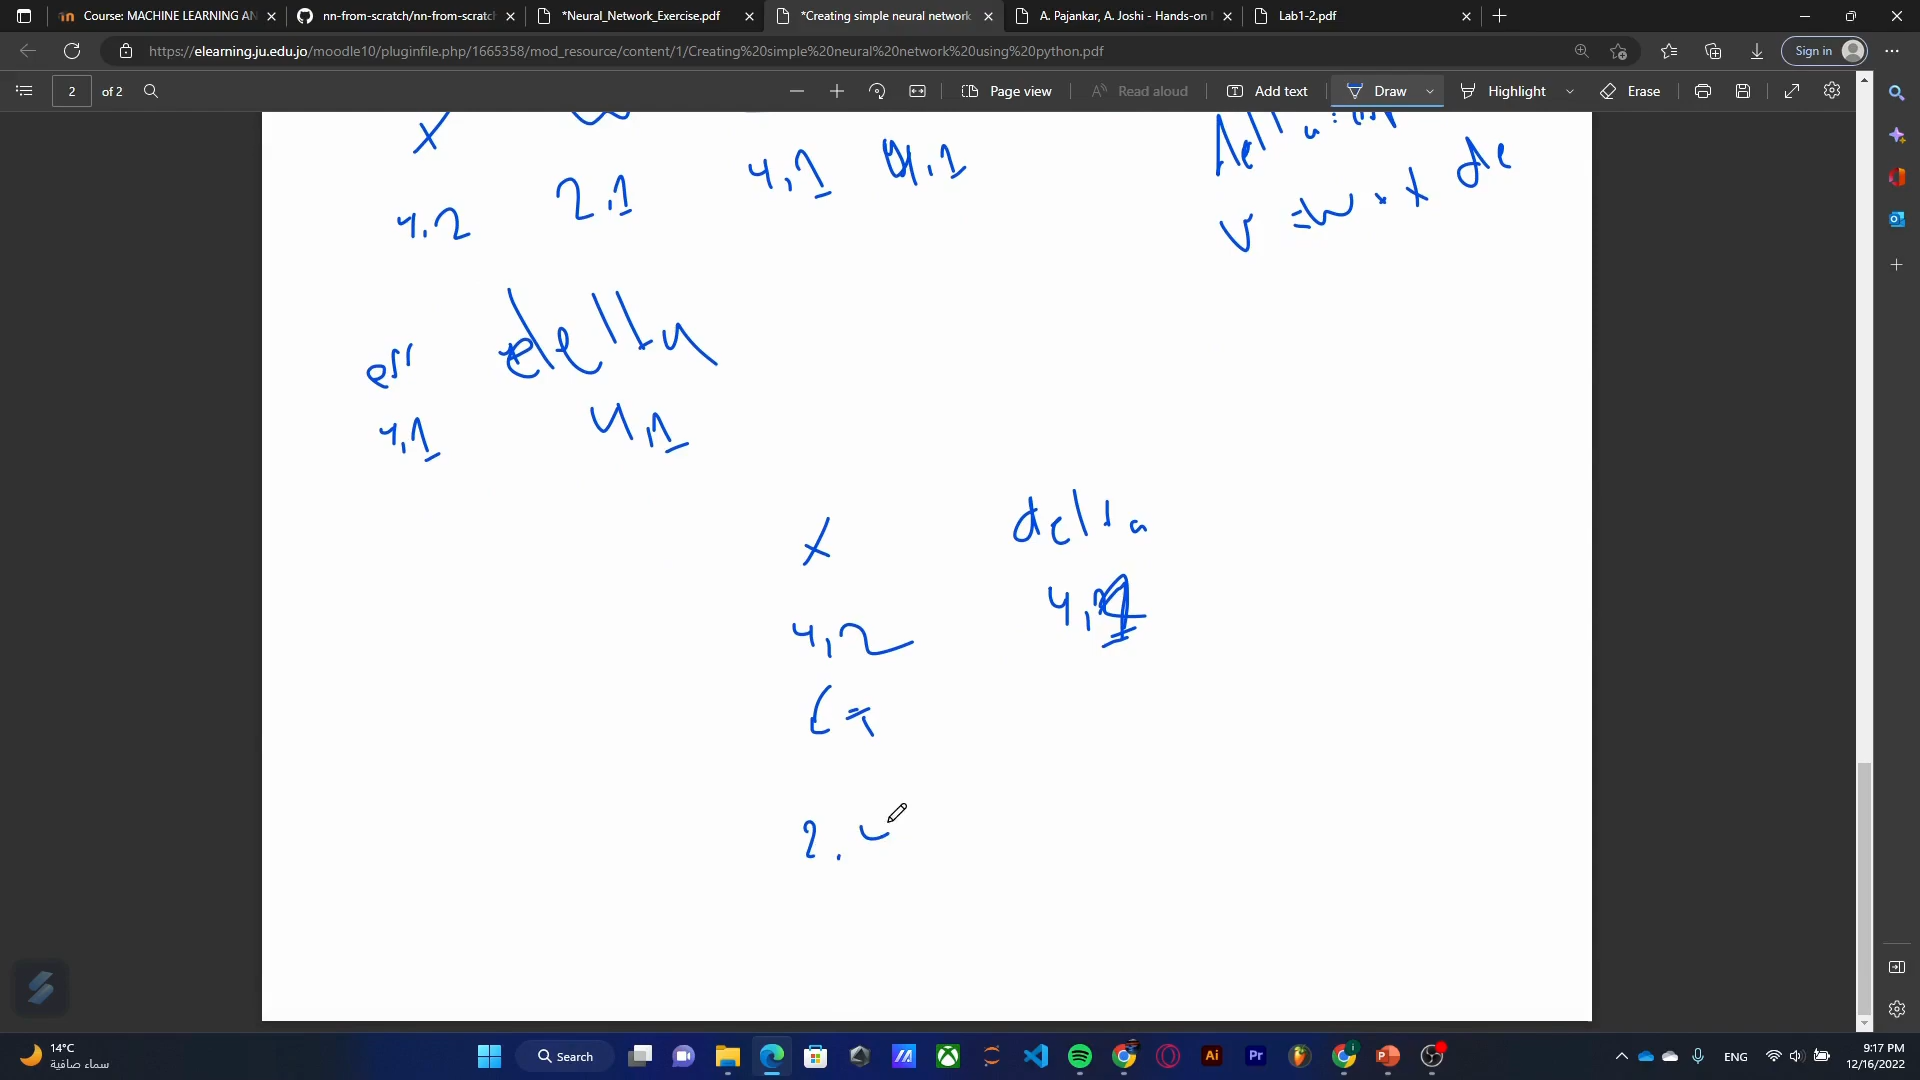 Course: MACHINE LEARNING AN
nn-from-scratch/nn-from-scratch
*Neural_Network_Exercise.pdf
*Creating simple neural network
A. Pajankar, A. Joshi - Hands-on
Lab1-2.pdf
https://elearning.ju.edu.jo/moodle10/pluginfile.php/1665358/mod_resource/content/1/Creating%20simple%20neural%20network%20using%20python.pdf
Sign in
2 of 2
Page view
Read aloud
Add text
Draw
Highlight
Erase
X
4,2
2,1
4,1
4,1
err
delta
4,1
4,1
X
delta
4,2
4,1
2,
14°C
سماء صافية
Search
ENG
9:17 PM
12/16/2022